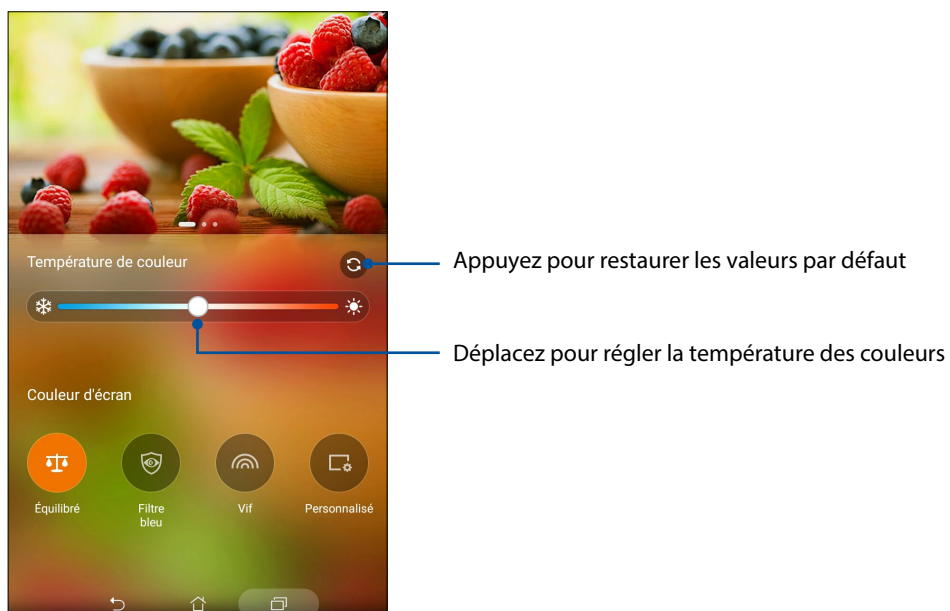 Température de couleur
Appuyez pour restaurer les valeurs par défaut
Déplacez pour régler la température des couleurs
Couleur d'écran
Équilibré
Filtre
bleu
Vif
Personnalisé